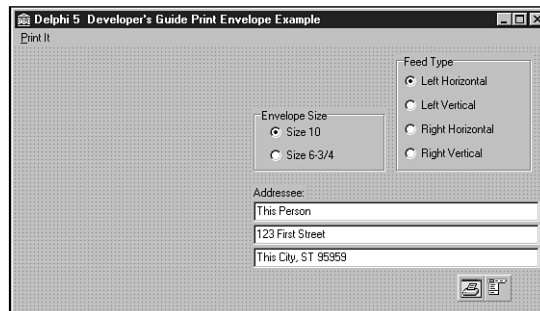 Delphi 5 Developer's Guide Print Envelope Example
Print It
Feed Type
Left Horizontal
Left Vertical
Right Horizontal
Right Vertical
Envelope Size
Size 10
Size 6-3/4
Addressee:
This Person
123 First Street
This City, ST 95959